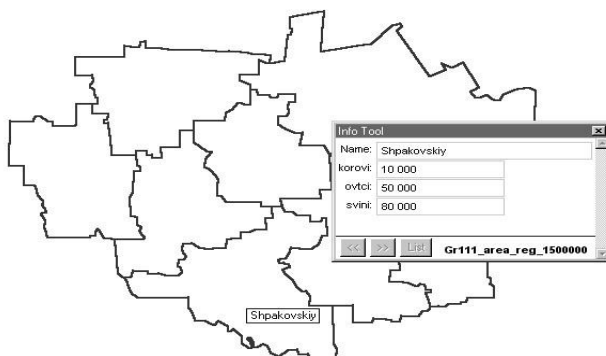 Info Tool
Name: Shpakovskiy
korovi: 10 000
ovtci: 50 000
svini: 80 000
<< >> List Gr111_area_reg_1500000
Shpakovskiy